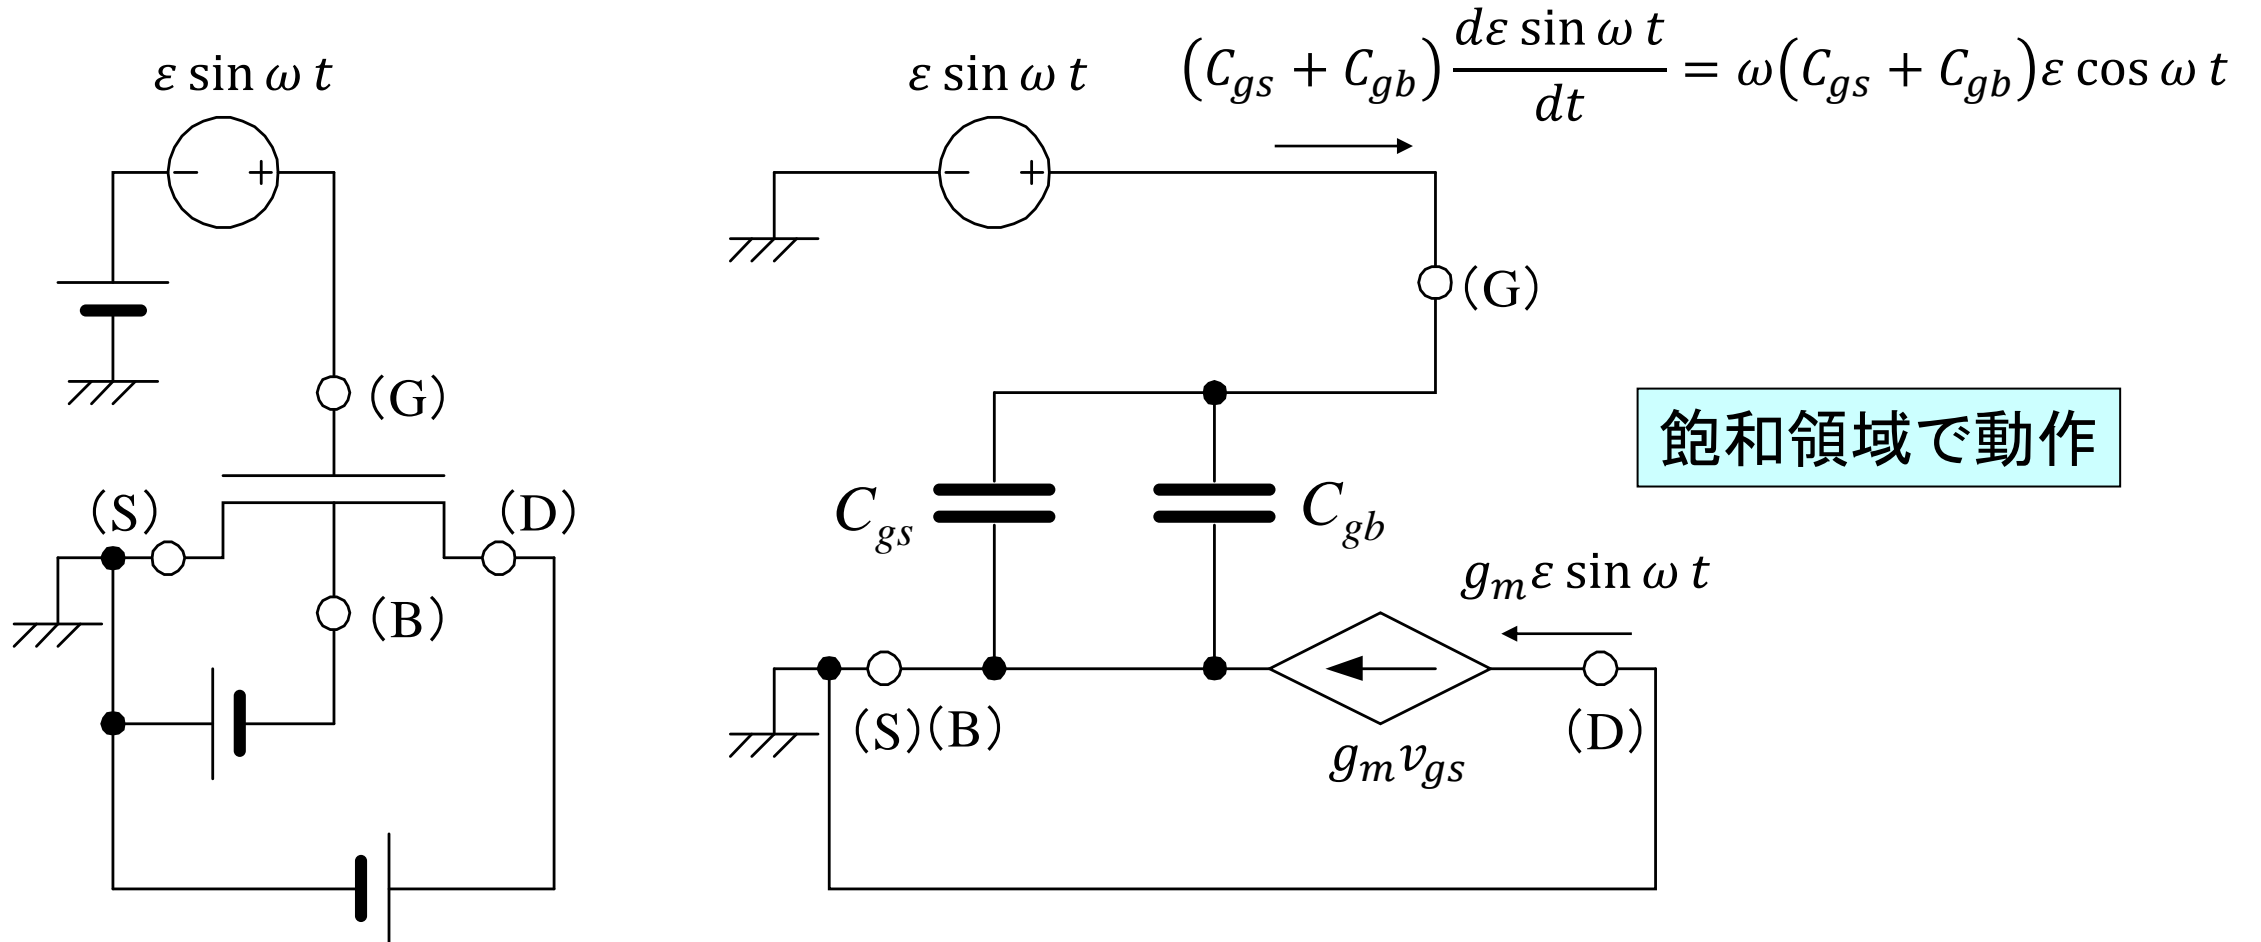 ε sin ω t
(G)
(S)
(D)
(B)
ε sin ω t
(C_gs + C_gb) dε sin ω t / dt = ω(C_gs + C_gb)ε cos ω t
(G)
飽和領域で動作
C_gs
C_gb
g_m ε sin ω t
(S)(B)
(D)
g_m v_gs